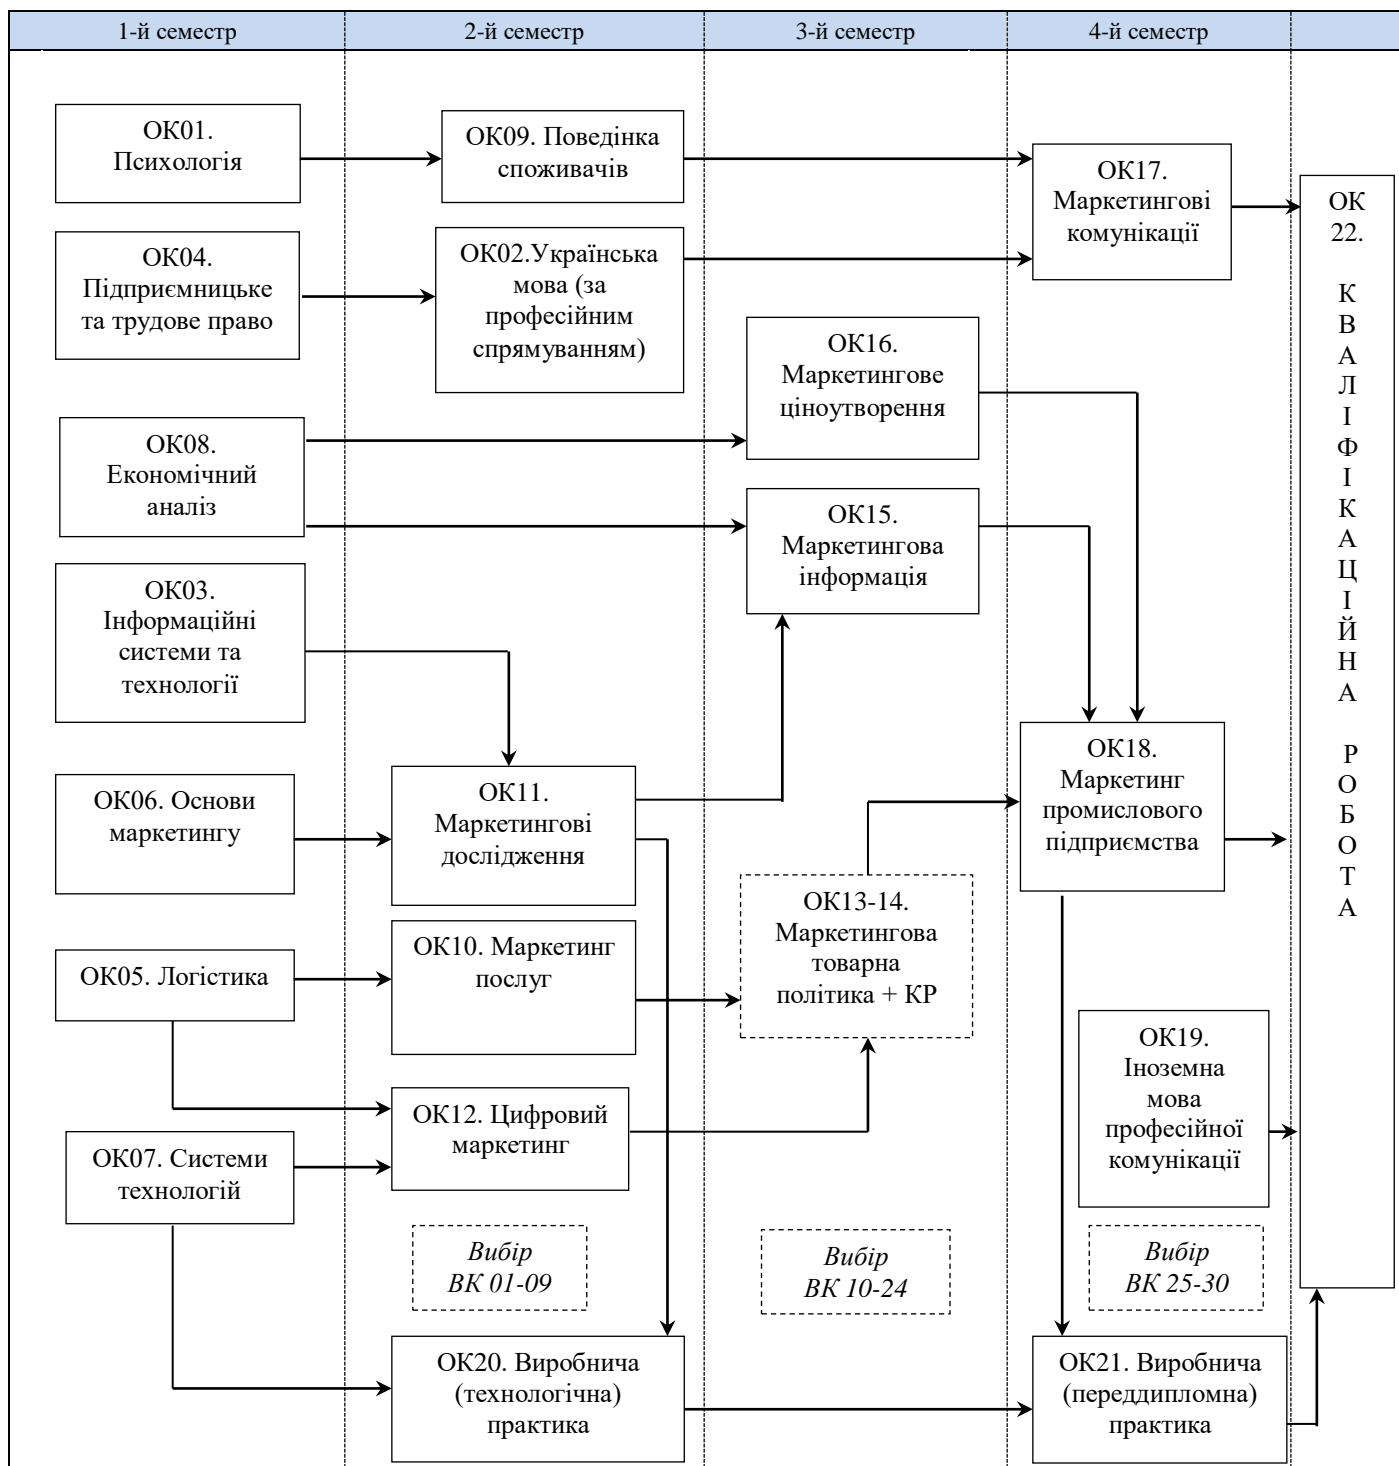 1-й семестр
2-й семестр
3-й семестр
4-й семестр
ОК01.
Психологія
ОК04.
Підприємницьке
та трудове право
ОК08.
Економічний
аналіз
ОК03.
Інформаційні
системи та
технології
ОК06. Основи
маркетингу
ОК05. Логістика
ОК07. Системи
технологій
ОК09. Поведінка
споживачів
ОК02.Українська
мова (за
професійним
спрямуванням)
ОК11.
Маркетингові
дослідження
ОК10. Маркетинг
послуг
ОК12. Цифровий
маркетинг
Вибір
ВК 01-09
ОК20. Виробнича
(технологічна)
практика
ОК16.
Маркетингове
ціноутворення
ОК15.
Маркетингова
інформація
ОК13-14.
Маркетингова
товарна
політика + КР
Вибір
ВК 10-24
ОК17.
Маркетингові
комунікації
ОК18.
Маркетинг
промислового
підприємства
ОК19.
Іноземна
мова
професійної
комунікації
Вибір
ВК 25-30
ОК21. Виробнича
(переддипломна)
практика
ОК
22.
К
В
А
Л
І
Ф
І
К
А
Ц
І
Й
Н
А
Р
О
Б
О
Т
А